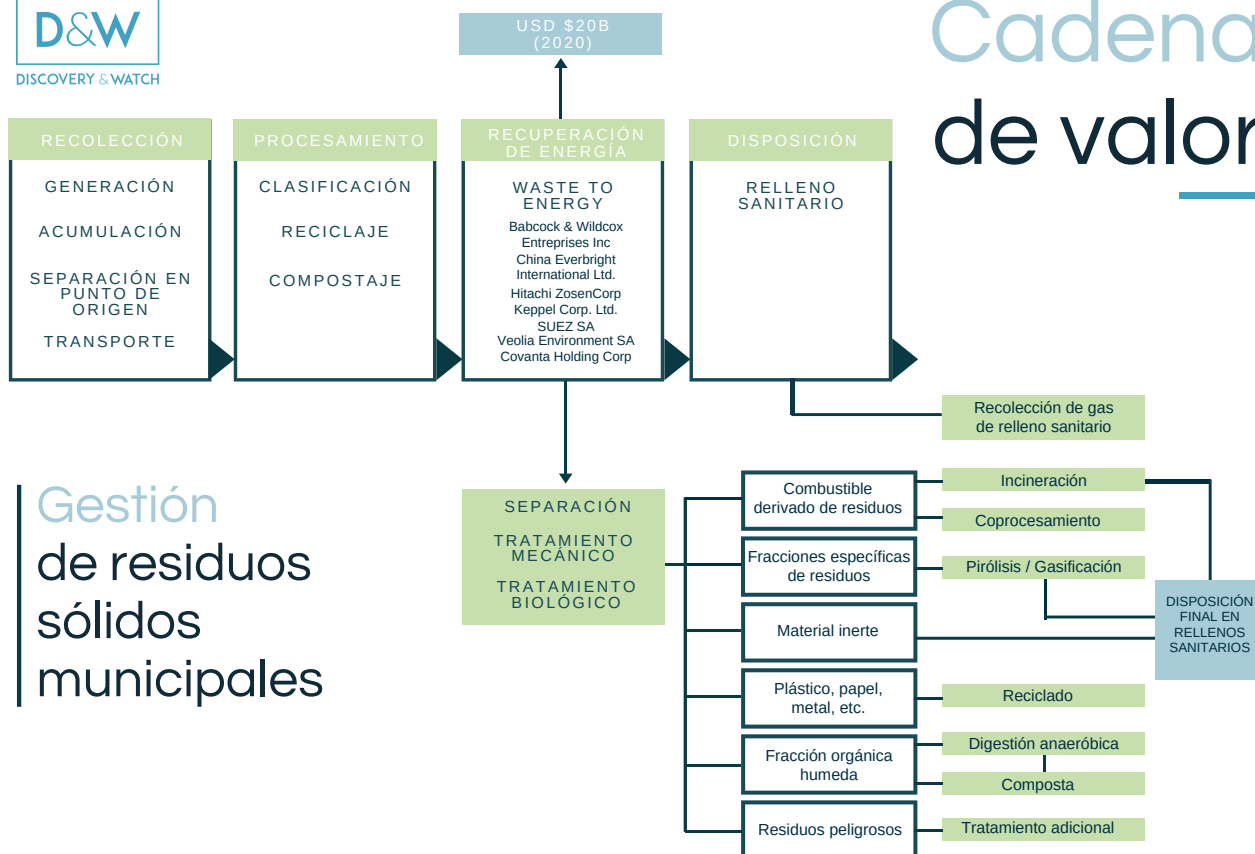 D&W
DISCOVERY & WATCH
USD $20B
(2020)
Cadena
de valor
RECOLECCIÓN
GENERACIÓN
ACUMULACIÓN
SEPARACIÓN EN
PUNTO DE
ORIGEN
TRANSPORTE
PROCESAMIENTO
CLASIFICACIÓN
RECICLAJE
COMPOSTAJE
RECUPERACIÓN
DE ENERGÍA
WASTE TO
ENERGY
Babcock & Wildcox
Entreprises Inc
China Everbright
International Ltd.
Hitachi ZosenCorp
Keppel Corp. Ltd.
SUEZ SA
Veolia Environment SA
Covanta Holding Corp
DISPOSICIÓN
RELLENO
SANITARIO
Recolección de gas
de relleno sanitario
Gestión
de residuos
sólidos
municipales
SEPARACIÓN
TRATAMIENTO
MECÁNICO
TRATAMIENTO
BIOLÓGICO
Combustible
derivado de residuos
Incineración
Coprocesamiento
Fracciones específicas
de residuos
Pirólisis / Gasificación
DISPOSICIÓN
FINAL EN
RELLENOS
SANITARIOS
Material inerte
Plástico, papel,
metal, etc.
Reciclado
Fracción orgánica
humeda
Digestión anaeróbica
Composta
Residuos peligrosos
Tratamiento adicional